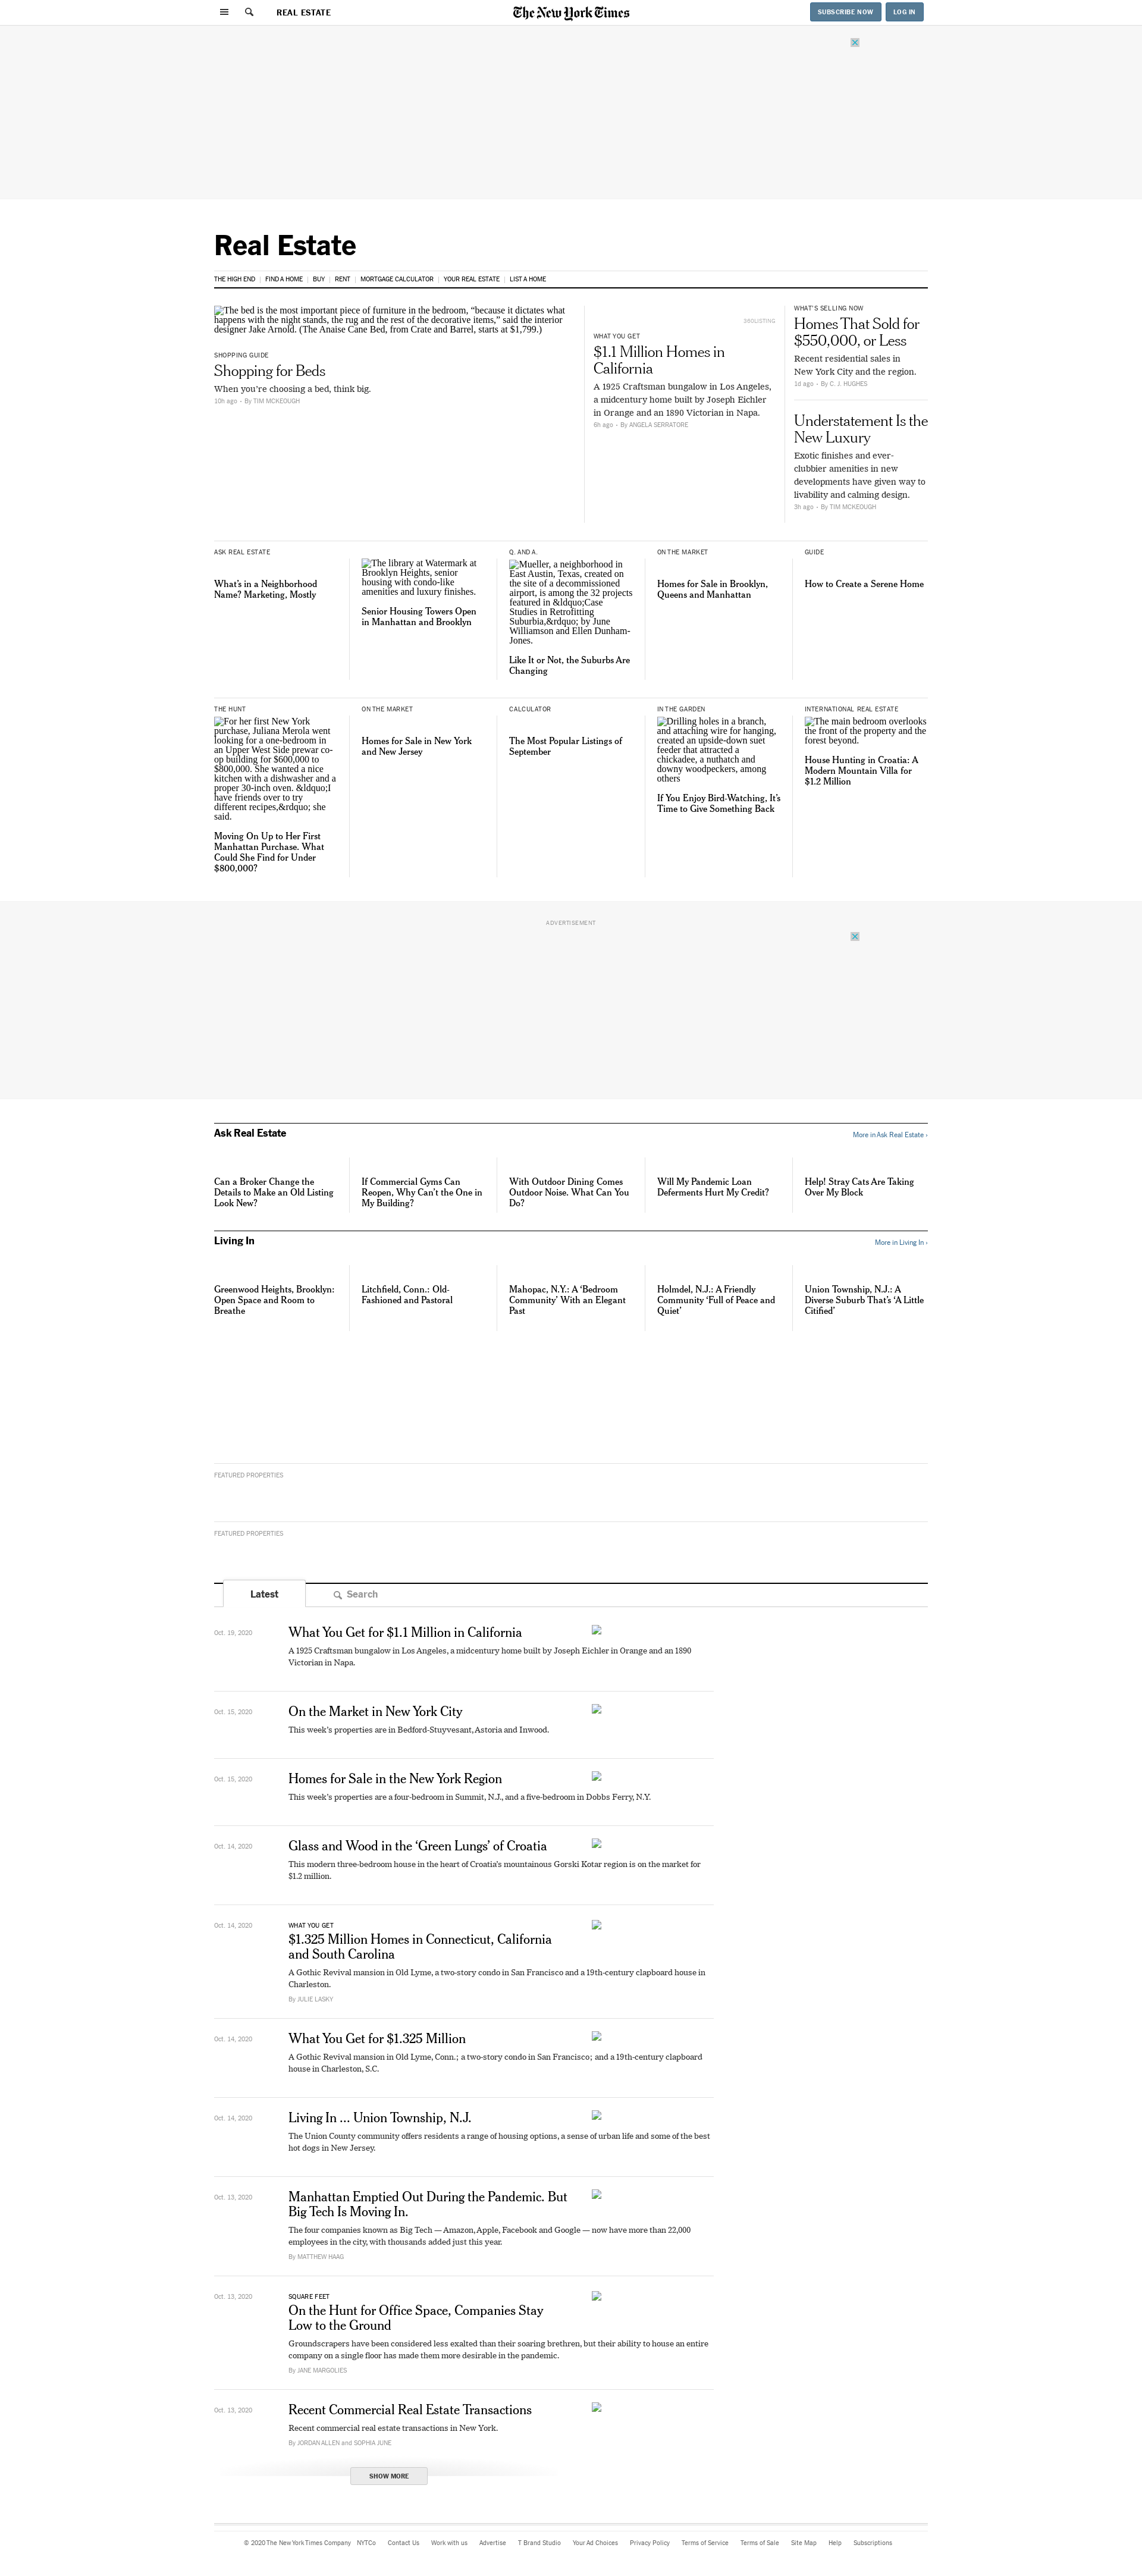 REAL ESTATE
The New York Times
SUBSCRIBE NOW
LOG IN
Real Estate
THE HIGH END
FIND A HOME
BUY
RENT
MORTGAGE CALCULATOR
YOUR REAL ESTATE
LIST A HOME
The bed is the most important piece of furniture in the bedroom, “because it dictates what
happens with the night stands, the rug and the rest of the decorative items,” said the interior
designer Jake Arnold. (The Anaise Cane Bed, from Crate and Barrel, starts at $1,799.)
SHOPPING GUIDE
Shopping for Beds
When you’re choosing a bed, think big.
10h ago - By TIM MCKEOUGH
360LISTING
WHAT YOU GET
$1.1 Million Homes in
California
A 1925 Craftsman bungalow in Los Angeles,
a midcentury home built by Joseph Eichler
in Orange and an 1890 Victorian in Napa.
6h ago - By ANGELA SERRATORE
WHAT’S SELLING NOW
Homes That Sold for
$550,000, or Less
Recent residential sales in
New York City and the region.
1d ago - By C. J. HUGHES
Understatement Is the
New Luxury
Exotic finishes and ever-
clubbier amenities in new
developments have given way to
livability and calming design.
3h ago - By TIM MCKEOUGH
ASK REAL ESTATE
What’s in a Neighborhood
Name? Marketing, Mostly
The library at Watermark at
Brooklyn Heights, senior
housing with condo-like
amenities and luxury finishes.
Senior Housing Towers Open
in Manhattan and Brooklyn
Q. AND A.
Mueller, a neighborhood in
East Austin, Texas, created on
the site of a decommissioned
airport, is among the 32 projects
featured in &ldquo;Case
Studies in Retrofitting
Suburbia,&rdquo; by June
Williamson and Ellen Dunham-
Jones.
Like It or Not, the Suburbs Are
Changing
ON THE MARKET
Homes for Sale in Brooklyn,
Queens and Manhattan
GUIDE
How to Create a Serene Home
THE HUNT
For her first New York
purchase, Juliana Merola went
looking for a one-bedroom in
an Upper West Side prewar co-
op building for $600,000 to
$800,000. She wanted a nice
kitchen with a dishwasher and a
proper 30-inch oven. &ldquo;I
have friends over to try
different recipes,&rdquo; she
said.
Moving On Up to Her First
Manhattan Purchase. What
Could She Find for Under
$800,000?
ON THE MARKET
Homes for Sale in New York
and New Jersey
CALCULATOR
The Most Popular Listings of
September
IN THE GARDEN
Drilling holes in a branch,
and attaching wire for hanging,
created an upside-down suet
feeder that attracted a
chickadee, a nuthatch and
downy woodpeckers, among
others
If You Enjoy Bird-Watching, It’s
Time to Give Something Back
INTERNATIONAL REAL ESTATE
The main bedroom overlooks
the front of the property and the
forest beyond.
House Hunting in Croatia: A
Modern Mountain Villa for
$1.2 Million
ADVERTISEMENT
Ask Real Estate
More in Ask Real Estate ›
Can a Broker Change the
Details to Make an Old Listing
Look New?
If Commercial Gyms Can
Reopen, Why Can’t the One in
My Building?
With Outdoor Dining Comes
Outdoor Noise. What Can You
Do?
Will My Pandemic Loan
Deferments Hurt My Credit?
Help! Stray Cats Are Taking
Over My Block
Living In
More in Living In ›
Greenwood Heights, Brooklyn:
Open Space and Room to
Breathe
Litchfield, Conn.: Old-
Fashioned and Pastoral
Mahopac, N.Y.: A ‘Bedroom
Community’ With an Elegant
Past
Holmdel, N.J.: A Friendly
Community ‘Full of Peace and
Quiet’
Union Township, N.J.: A
Diverse Suburb That’s ‘A Little
Citified’
FEATURED PROPERTIES
FEATURED PROPERTIES
Latest
Search
Oct. 19, 2020
What You Get for $1.1 Million in California
A 1925 Craftsman bungalow in Los Angeles, a midcentury home built by Joseph Eichler in Orange and an 1890
Victorian in Napa.
Oct. 15, 2020
On the Market in New York City
This week’s properties are in Bedford-Stuyvesant, Astoria and Inwood.
Oct. 15, 2020
Homes for Sale in the New York Region
This week’s properties are a four-bedroom in Summit, N.J., and a five-bedroom in Dobbs Ferry, N.Y.
Oct. 14, 2020
Glass and Wood in the ‘Green Lungs’ of Croatia
This modern three-bedroom house in the heart of Croatia’s mountainous Gorski Kotar region is on the market for
$1.2 million.
Oct. 14, 2020
WHAT YOU GET
$1.325 Million Homes in Connecticut, California
and South Carolina
A Gothic Revival mansion in Old Lyme, a two-story condo in San Francisco and a 19th-century clapboard house in
Charleston.
By JULIE LASKY
Oct. 14, 2020
What You Get for $1.325 Million
A Gothic Revival mansion in Old Lyme, Conn.; a two-story condo in San Francisco; and a 19th-century clapboard
house in Charleston, S.C.
Oct. 14, 2020
Living In ... Union Township, N.J.
The Union County community offers residents a range of housing options, a sense of urban life and some of the best
hot dogs in New Jersey.
Oct. 13, 2020
Manhattan Emptied Out During the Pandemic. But
Big Tech Is Moving In.
The four companies known as Big Tech — Amazon, Apple, Facebook and Google — now have more than 22,000
employees in the city, with thousands added just this year.
By MATTHEW HAAG
Oct. 13, 2020
SQUARE FEET
On the Hunt for Office Space, Companies Stay
Low to the Ground
Groundscrapers have been considered less exalted than their soaring brethren, but their ability to house an entire
company on a single floor has made them more desirable in the pandemic.
By JANE MARGOLIES
Oct. 13, 2020
Recent Commercial Real Estate Transactions
Recent commercial real estate transactions in New York.
By JORDAN ALLEN and SOPHIA JUNE
SHOW MORE
© 2020 The New York Times Company
NYTCo
Contact Us
Work with us
Advertise
T Brand Studio
Your Ad Choices
Privacy Policy
Terms of Service
Terms of Sale
Site Map
Help
Subscriptions